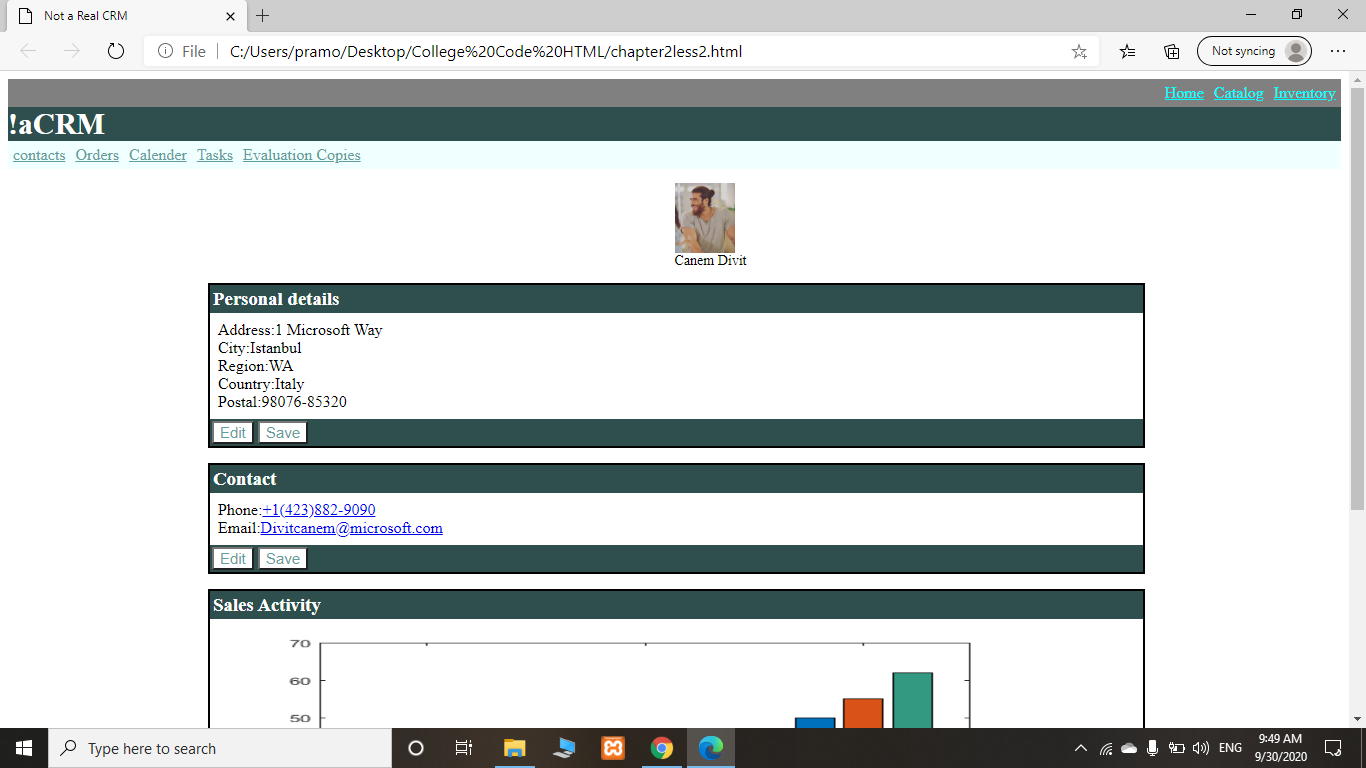 Not a Real CRM
File C:/Users/pramo/Desktop/College%20Code%20HTML/chapter2less2.html
Not syncing
Home Catalog Inventory
!aCRM
contacts Orders Calender Tasks Evaluation Copies
Canem Divit
Personal details
Address:1 Microsoft Way
City:Istanbul
Region:WA
Country:Italy
Postal:98076-85320
Edit Save
Contact
Phone:+1(423)882-9090
Email:Divitcanem@microsoft.com
Edit Save
Sales Activity
70
60
50
Type here to search
ENG
9:49 AM
9/30/2020